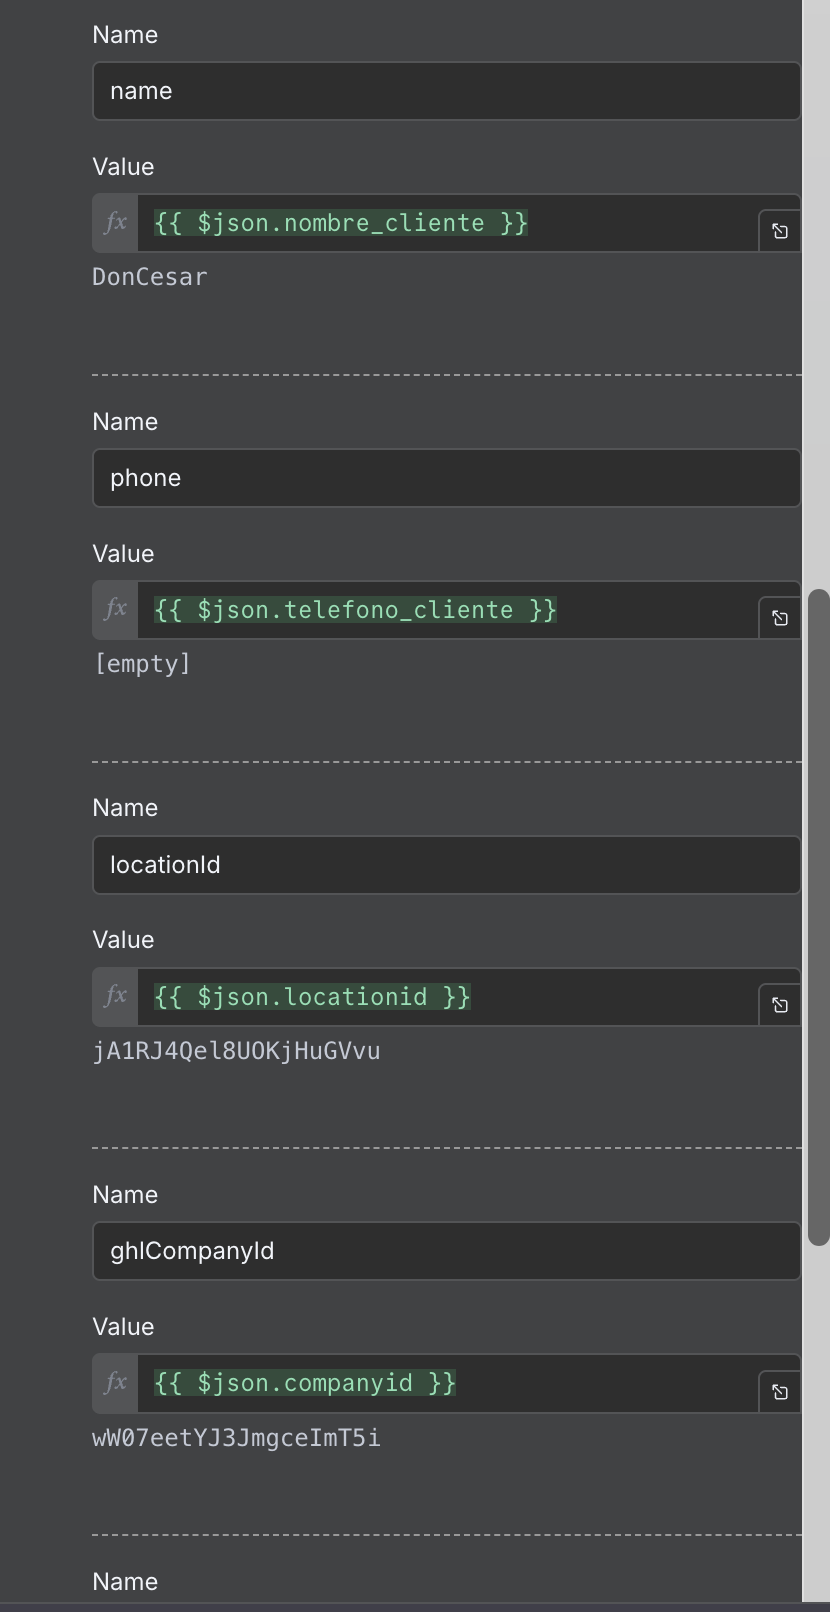 Name
name
Value
fx {{ $json.nombre_cliente }}
DonCesar
Name
phone
Value
fx {{ $json.telefono_cliente }}
[empty]
Name
locationId
Value
fx {{ $json.locationid }}
jA1RJ4Qel8UOKjHuGVvu
Name
ghlCompanyId
Value
fx {{ $json.companyid }}
wW07eetYJ3JmgceImT5i
Name